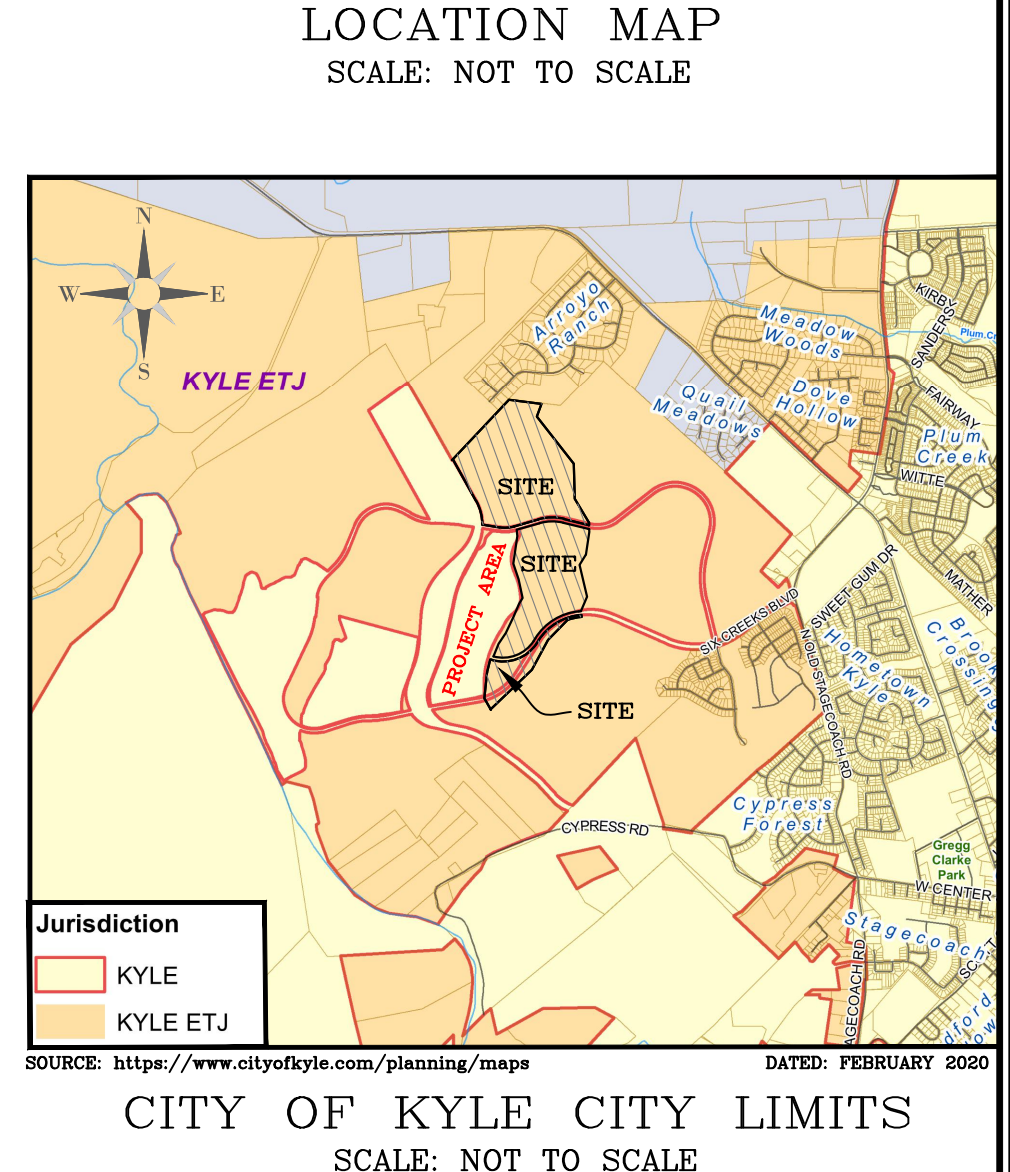 LOCATION MAP
SCALE: NOT TO SCALE
N
W
E
S
KYLE ETJ
Arroyo
Ranch
Meadow
Woods
KIRBY
SANDERS
Plum
Quail
Meadows
Dove
Hollow
FAIRWAY
Plum
Creek
WITTE
SITE
SITE
PROJECT AREA
MATHER
SWEET GUM DR
SIX CREEKS BLVD
N OLD STAGECOACH RD
Hometown
Kyle
Crossings
SITE
Cypress
Forest
CYPRESS RD
Gregg
Clarke
Park
W CENTER
Stagecoach
AGECOACH RD
Jurisdiction
KYLE
KYLE ETJ
SOURCE: https://www.cityofkyle.com/planning/maps
DATED: FEBRUARY 2020
CITY OF KYLE CITY LIMITS
SCALE: NOT TO SCALE